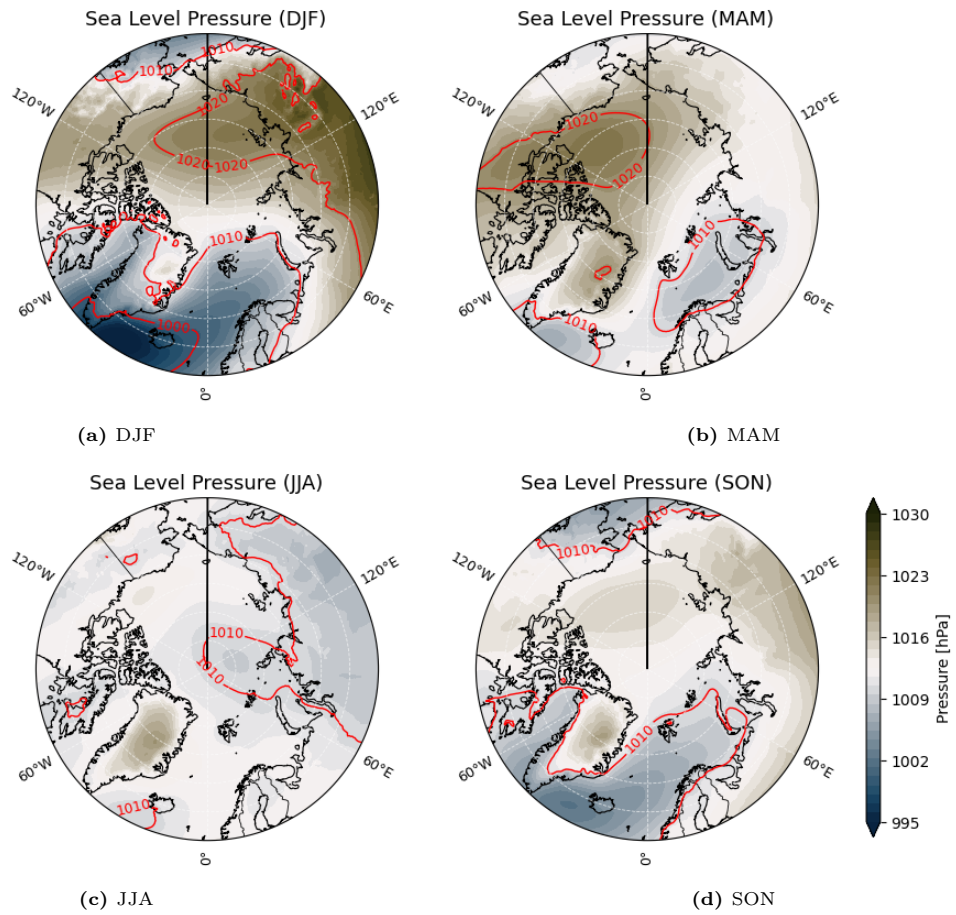 Sea Level Pressure (DJF)
1010
1010
1020
1020
1020
1010
1000
120°W
120°E
60°W
60°E
0°
(a) DJF
Sea Level Pressure (MAM)
1020
1020
1010
1010
120°W
120°E
60°W
60°E
0°
(b) MAM
Sea Level Pressure (JJA)
1010
1010
1010
120°W
120°E
60°W
60°E
0°
(c) JJA
Sea Level Pressure (SON)
1010
1010
1010
120°W
120°E
60°W
60°E
0°
(d) SON
1030
1023
1016
1009
1002
995
Pressure [hPa]